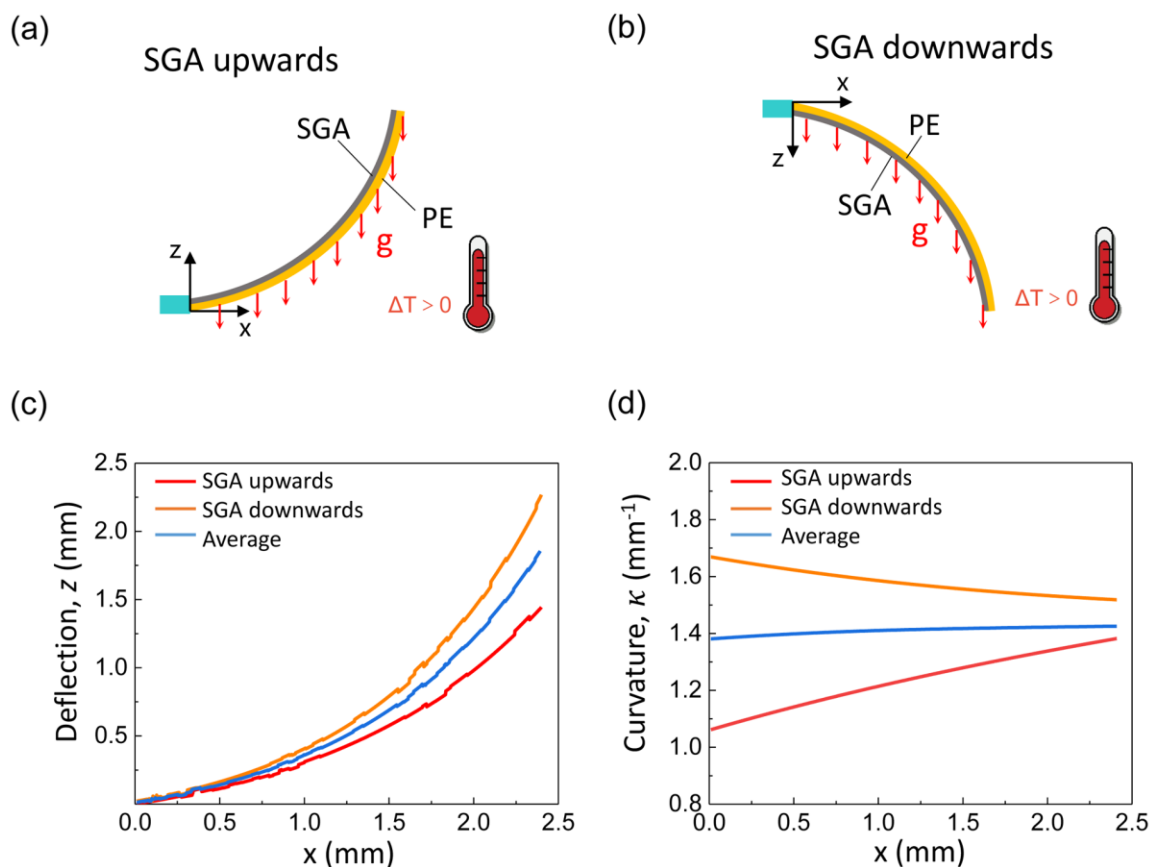 (a)
SGA upwards
SGA
PE
z
g
x
ΔT > 0
(b)
SGA downwards
x
PE
z
SGA
g
ΔT > 0
(c)
2.5
2.0
1.5
1.0
0.5
0.0
0.5
1.0
1.5
2.0
2.5
SGA upwards
SGA downwards
Average
Deflection, z (mm)
x (mm)
(d)
2.0
1.8
1.6
1.4
1.2
1.0
0.8
0.0
0.5
1.0
1.5
2.0
2.5
SGA upwards
SGA downwards
Average
Curvature, κ (mm⁻¹)
x (mm)